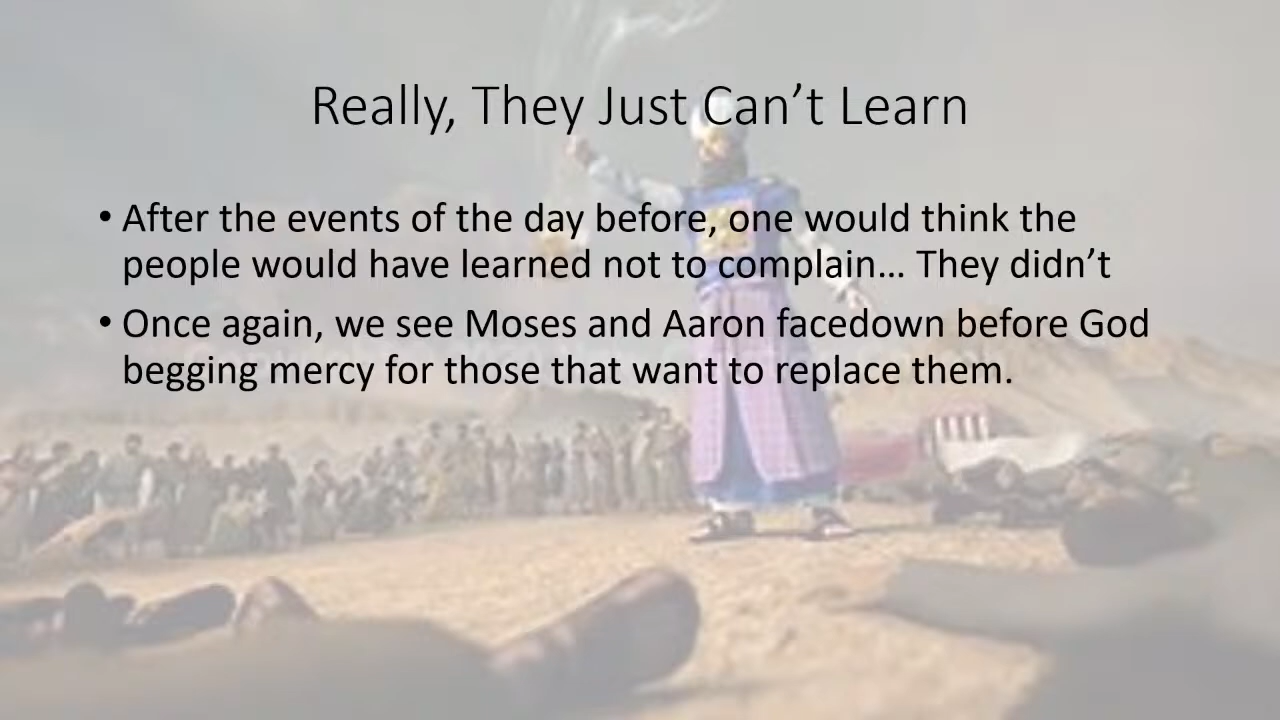 Really, They Just Can’t Learn
• After the events of the day before, one would think the
people would have learned not to complain… They didn’t
• Once again, we see Moses and Aaron facedown before God
begging mercy for those that want to replace them.